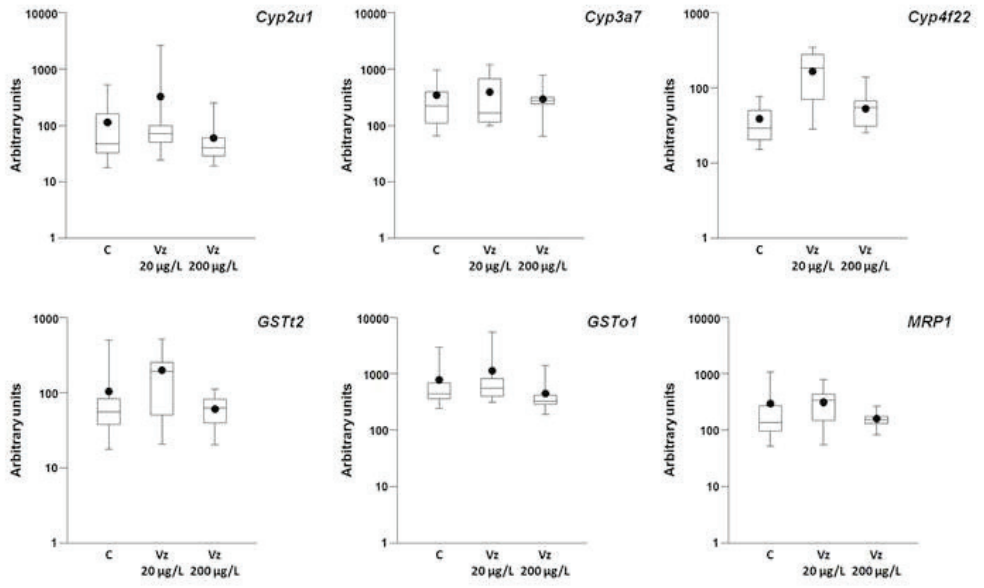 Cyp2u1
10000
1000
100
10
1
Arbitrary units
C
Vz
20 µg/L
Vz
200 µg/L
Cyp3a7
10000
1000
100
10
1
Arbitrary units
C
Vz
20 µg/L
Vz
200 µg/L
Cyp4f22
1000
100
10
1
Arbitrary units
C
Vz
20 µg/L
Vz
200 µg/L
GSTt2
1000
100
10
1
Arbitrary units
C
Vz
20 µg/L
Vz
200 µg/L
GSTo1
10000
1000
100
10
1
Arbitrary units
C
Vz
20 µg/L
Vz
200 µg/L
MRP1
10000
1000
100
10
1
Arbitrary units
C
Vz
20 µg/L
Vz
200 µg/L